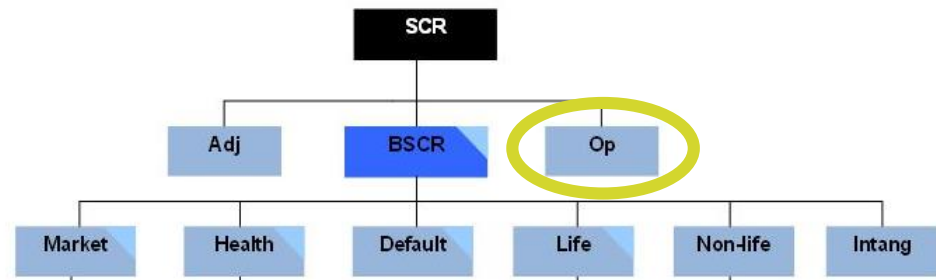 SCR
Adj BSCR Op
Market Health Default Life Non-life Intang